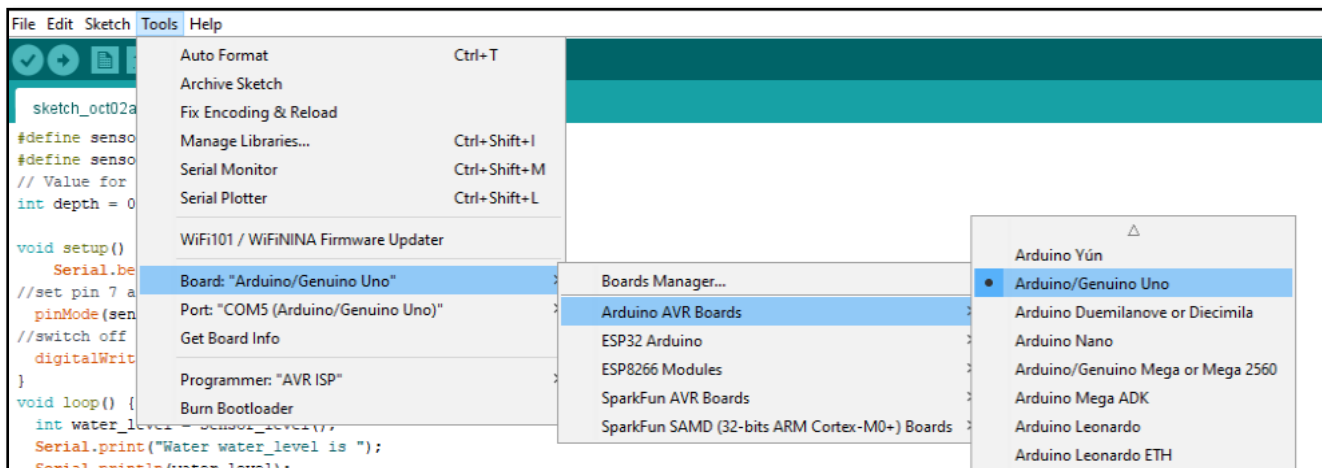 File Edit Sketch Tools Help
Auto Format Ctrl+T
Archive Sketch
Fix Encoding & Reload
Manage Libraries... Ctrl+Shift+I
Serial Monitor Ctrl+Shift+M
Serial Plotter Ctrl+Shift+L
WiFi101 / WiFiNINA Firmware Updater
Board: "Arduino/Genuino Uno"
Port: "COM5 (Arduino/Genuino Uno)"
Get Board Info
Programmer: "AVR ISP"
Burn Bootloader
Boards Manager...
Arduino AVR Boards
ESP32 Arduino
ESP8266 Modules
SparkFun AVR Boards
SparkFun SAMD (32-bits ARM Cortex-M0+) Boards
Arduino Yún
Arduino/Genuino Uno
Arduino Duemilanove or Diecimila
Arduino Nano
Arduino/Genuino Mega or Mega 2560
Arduino Mega ADK
Arduino Leonardo
Arduino Leonardo ETH
sketch_oct02a
#define senso
#define senso
// Value for
int depth = 0
void setup()
Serial.be
//set pin 7 a
pinMode(sen
//switch off
digitalWrit
}
void loop() {
int water_level = sensor_level();
Serial.print("Water water_level is ");
Serial.println(water_level);